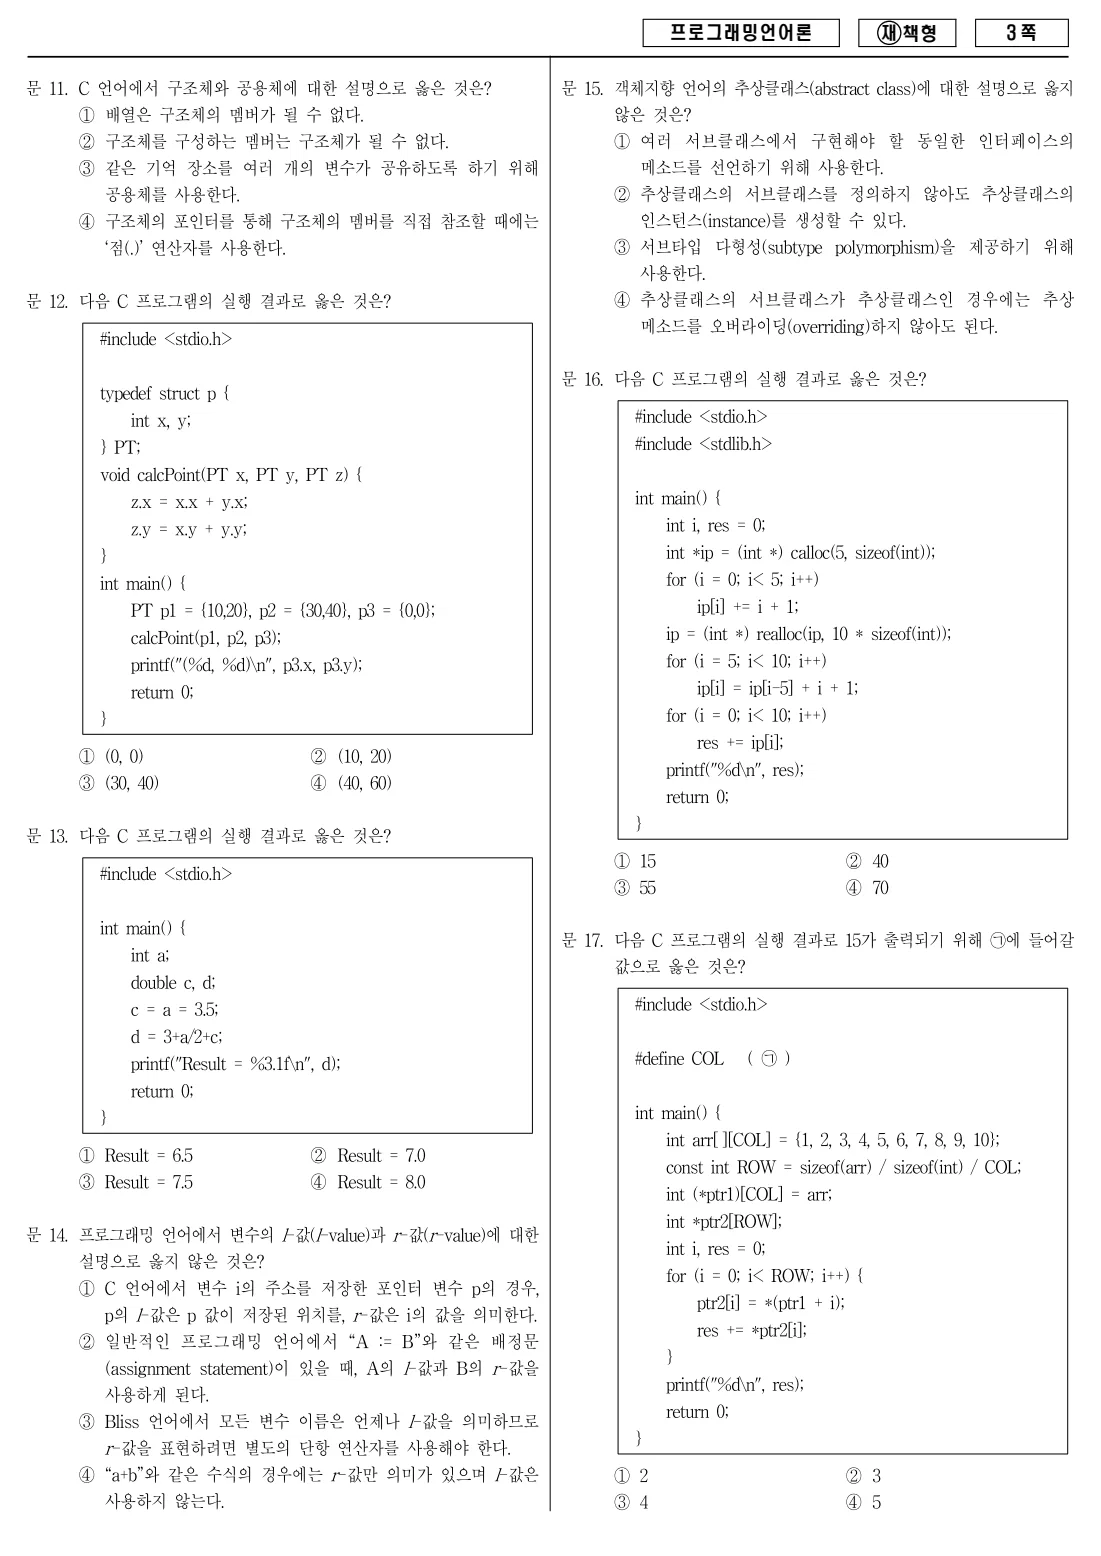 프로그래밍언어론
재책형
3쪽
문 11. C 언어에서 구조체와 공용체에 대한 설명으로 옳은 것은?
① 배열은 구조체의 멤버가 될 수 없다.
② 구조체를 구성하는 멤버는 구조체가 될 수 없다.
③ 같은 기억 장소를 여러 개의 변수가 공유하도록 하기 위해
공용체를 사용한다.
④ 구조체의 포인터를 통해 구조체의 멤버를 직접 참조할 때에는
‘점(.)’ 연산자를 사용한다.
문 12. 다음 C 프로그램의 실행 결과로 옳은 것은?
#include <stdio.h>
typedef struct p {
int x, y;
} PT;
void calcPoint(PT x, PT y, PT z) {
z.x = x.x + y.x;
z.y = x.y + y.y;
}
int main() {
PT p1 = {10,20}, p2 = {30,40}, p3 = {0,0};
calcPoint(p1, p2, p3);
printf("(%d, %d)\n", p3.x, p3.y);
return 0;
}
① (0, 0) ② (10, 20)
③ (30, 40) ④ (40, 60)
문 13. 다음 C 프로그램의 실행 결과로 옳은 것은?
#include <stdio.h>
int main() {
int a;
double c, d;
c = a = 3.5;
d = 3+a/2+c;
printf("Result = %3.1f\n", d);
return 0;
}
① Result = 6.5 ② Result = 7.0
③ Result = 7.5 ④ Result = 8.0
문 14. 프로그래밍 언어에서 변수의 l-값(l-value)과 r-값(r-value)에 대한
설명으로 옳지 않은 것은?
① C 언어에서 변수 i의 주소를 저장한 포인터 변수 p의 경우,
p의 l-값은 p 값이 저장된 위치를, r-값은 i의 값을 의미한다.
② 일반적인 프로그래밍 언어에서 “A := B”와 같은 배정문
(assignment statement)이 있을 때, A의 l-값과 B의 r-값을
사용하게 된다.
③ Bliss 언어에서 모든 변수 이름은 언제나 l-값을 의미하므로
r-값을 표현하려면 별도의 단항 연산자를 사용해야 한다.
④ “a+b”와 같은 수식의 경우에는 r-값만 의미가 있으며 l-값은
사용하지 않는다.
문 15. 객체지향 언어의 추상클래스(abstract class)에 대한 설명으로 옳지
않은 것은?
① 여러 서브클래스에서 구현해야 할 동일한 인터페이스의
메소드를 선언하기 위해 사용한다.
② 추상클래스의 서브클래스를 정의하지 않아도 추상클래스의
인스턴스(instance)를 생성할 수 있다.
③ 서브타입 다형성(subtype polymorphism)을 제공하기 위해
사용한다.
④ 추상클래스의 서브클래스가 추상클래스인 경우에는 추상
메소드를 오버라이딩(overriding)하지 않아도 된다.
문 16. 다음 C 프로그램의 실행 결과로 옳은 것은?
#include <stdio.h>
#include <stdlib.h>
int main() {
int i, res = 0;
int *ip = (int *) calloc(5, sizeof(int));
for (i = 0; i< 5; i++)
ip[i] += i + 1;
ip = (int *) realloc(ip, 10 * sizeof(int));
for (i = 5; i< 10; i++)
ip[i] = ip[i-5] + i + 1;
for (i = 0; i< 10; i++)
res += ip[i];
printf("%d\n", res);
return 0;
}
① 15 ② 40
③ 55 ④ 70
문 17. 다음 C 프로그램의 실행 결과로 15가 출력되기 위해 ㉠에 들어갈
값으로 옳은 것은?
#include <stdio.h>
#define COL ( ㉠ )
int main() {
int arr[ ][COL] = {1, 2, 3, 4, 5, 6, 7, 8, 9, 10};
const int ROW = sizeof(arr) / sizeof(int) / COL;
int (*ptr1)[COL] = arr;
int *ptr2[ROW];
int i, res = 0;
for (i = 0; i< ROW; i++) {
ptr2[i] = *(ptr1 + i);
res += *ptr2[i];
}
printf("%d\n", res);
return 0;
}
① 2 ② 3
③ 4 ④ 5